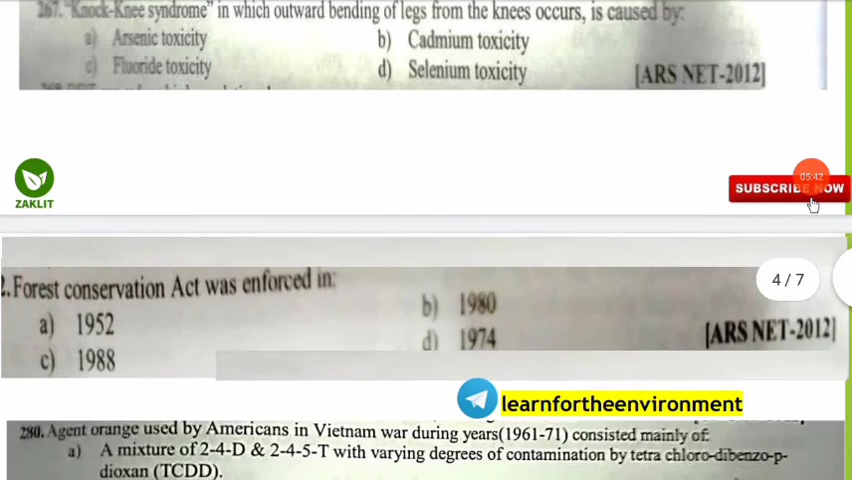 267. "Knock-Knee syndrome" in which outward bending of legs from the knees occurs, is caused by:
a) Arsenic toxicity b) Cadmium toxicity
c) Fluoride toxicity d) Selenium toxicity [ARS NET-2012]
ZAKLIT
05:42
SUBSCRIBE NOW
4 / 7
2. Forest conservation Act was enforced in:
a) 1952 b) 1980
c) 1988 d) 1974 [ARS NET-2012]
learnfortheenvironment
280. Agent orange used by Americans in Vietnam war during years(1961-71) consisted mainly of:
a) A mixture of 2-4-D & 2-4-5-T with varying degrees of contamination by tetra chloro-dibenzo-p-
dioxan (TCDD).